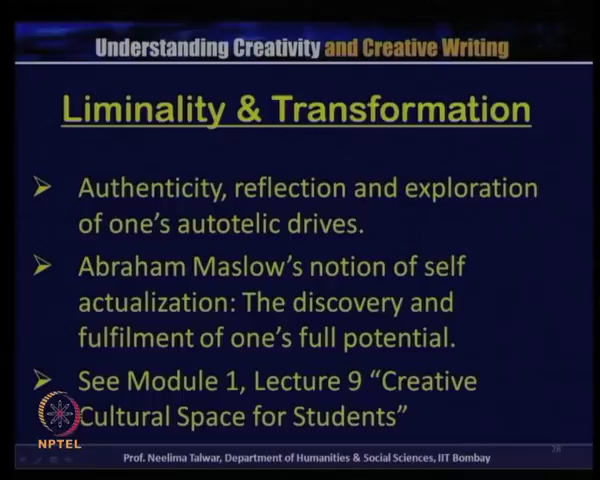 Understanding Creativity and Creative Writing
Liminality & Transformation
Authenticity, reflection and exploration
of one's autotelic drives.
Abraham Maslow's notion of self
actualization: The discovery and
fulfilment of one's full potential.
See Module 1, Lecture 9 "Creative
Cultural Space for Students"
NPTEL
28
Prof. Neelima Talwar, Department of Humanities & Social Sciences, IIT Bombay